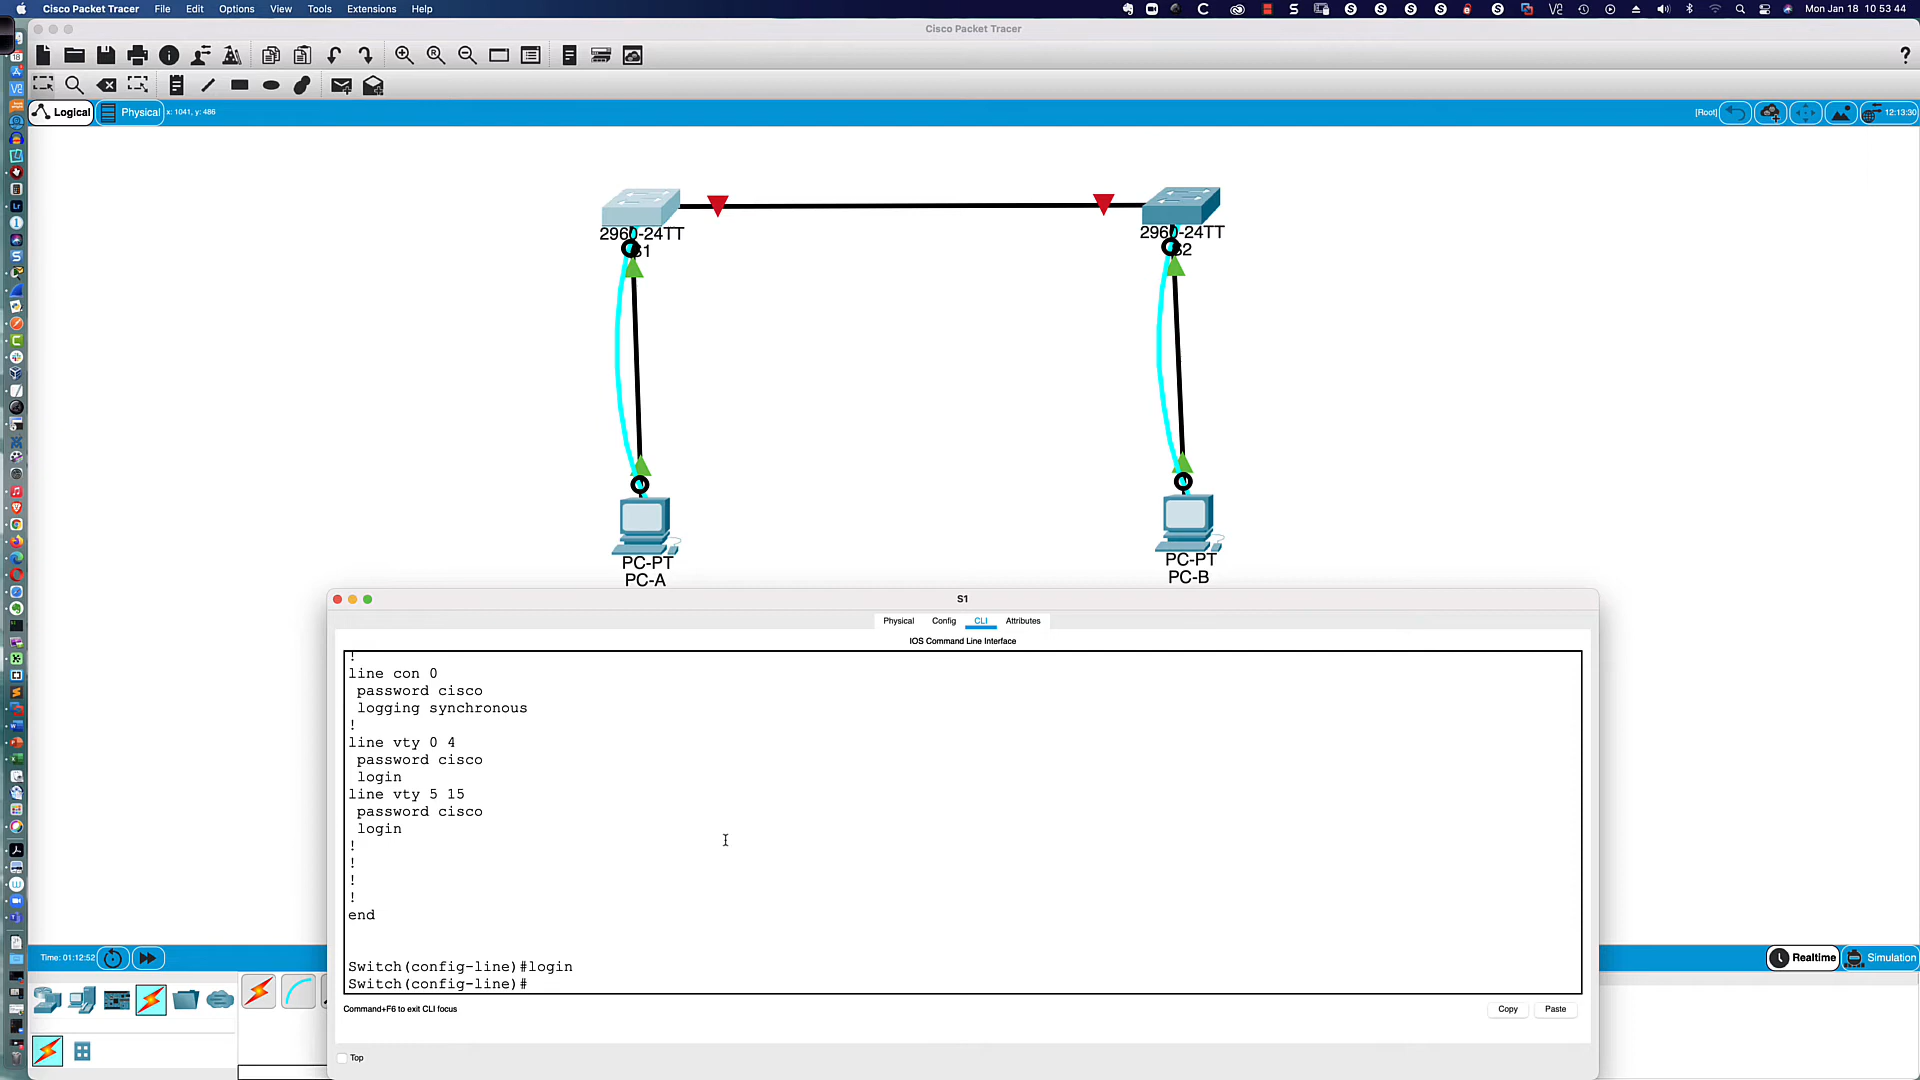 Cisco Packet Tracer File Edit Options View Tools Extensions Help
Mon Jan 18 10 53 44
Cisco Packet Tracer
Logical
Physical
x: 1041, y: 486
[Root]
12:13:30
2960-24TT
S1
2960-24TT
S2
PC-PT
PC-A
PC-PT
PC-B
S1
Physical Config CLI Attributes
IOS Command Line Interface
!
line con 0
password cisco
logging synchronous
!
line vty 0 4
password cisco
login
line vty 5 15
password cisco
login
!
!
!
!
end
Switch(config-line)#login
Switch(config-line)#
Command+F6 to exit CLI focus
Copy
Paste
Top
Time: 01:12:52
Realtime
Simulation